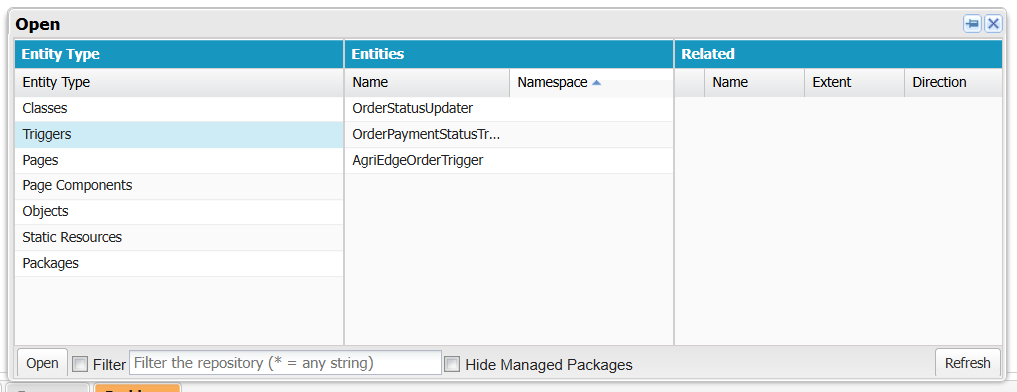 Open
Entity Type Entities Related
Entity Type Name Namespace Name Extent Direction
Classes OrderStatusUpdater
Triggers OrderPaymentStatusTr...
Pages AgriEdgeOrderTrigger
Page Components
Objects
Static Resources
Packages
Open Filter Filter the repository (* = any string) Hide Managed Packages Refresh